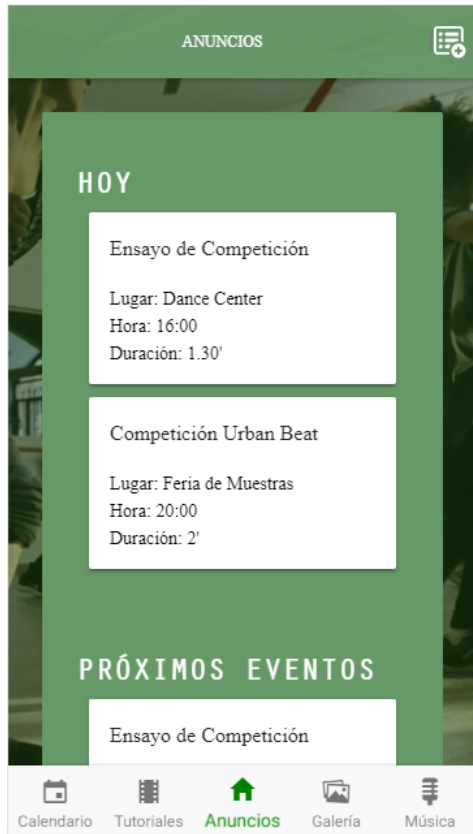 ANUNCIOS
HOY
Ensayo de Competición
Lugar: Dance Center
Hora: 16:00
Duración: 1.30'
Competición Urban Beat
Lugar: Feria de Muestras
Hora: 20:00
Duración: 2'
PRÓXIMOS EVENTOS
Ensayo de Competición
Calendario Tutoriales Anuncios Galería Música